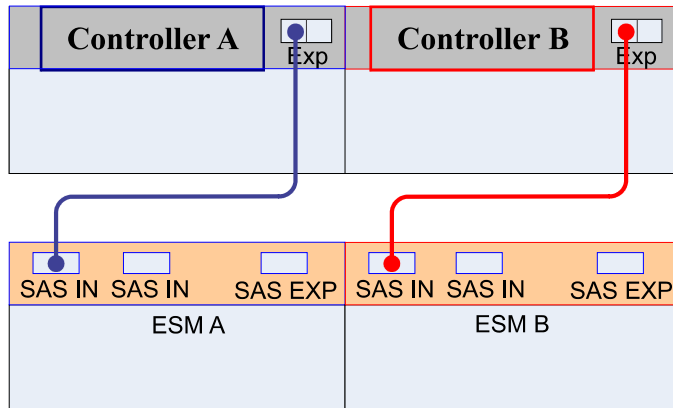 Controller A
Exp
Controller B
Exp
SAS IN
SAS IN
SAS EXP
SAS IN
SAS IN
SAS EXP
ESM A
ESM B